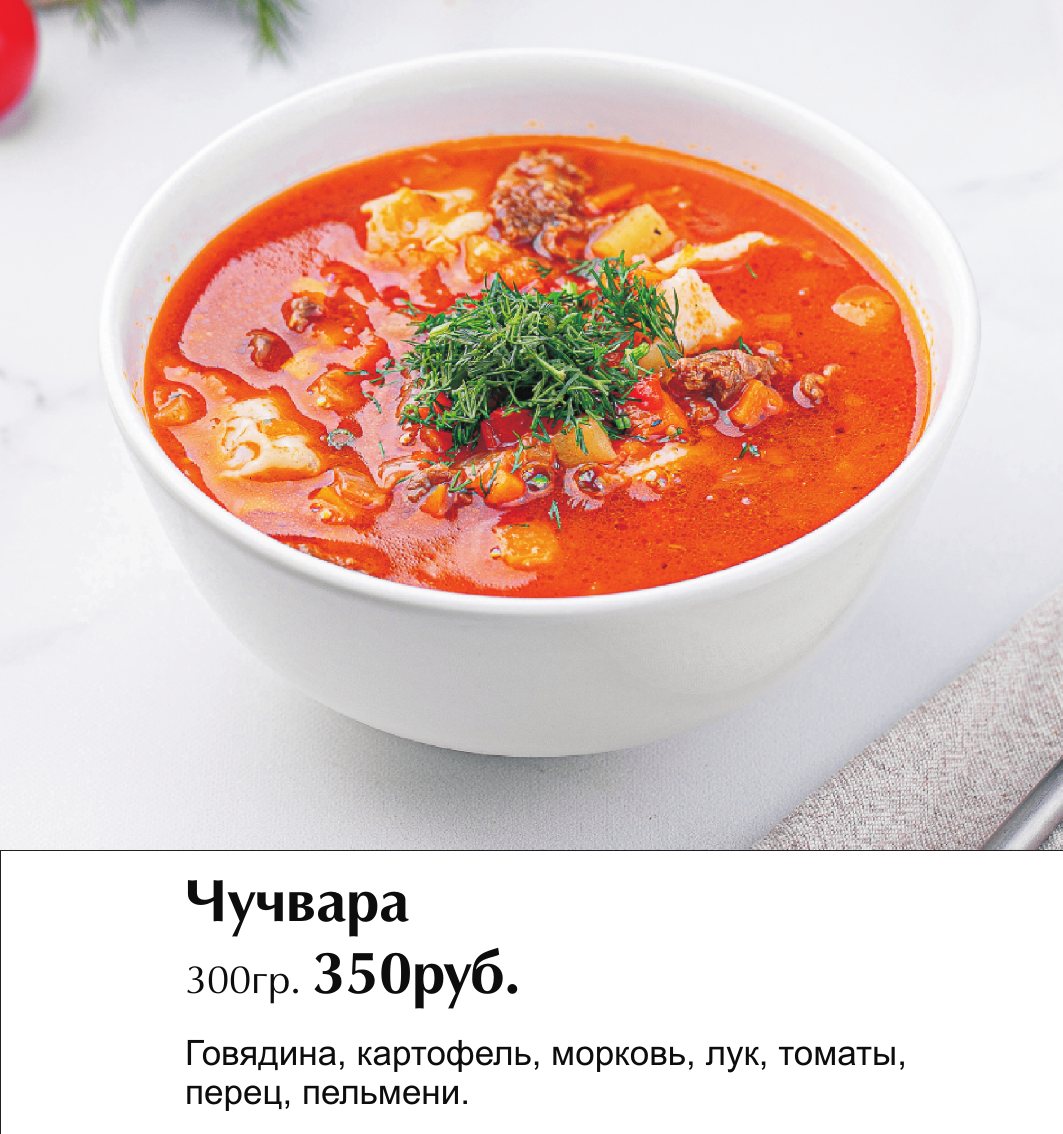 Чучвара
300гр. 350руб.
Говядина, картофель, морковь, лук, томаты,
перец, пельмени.